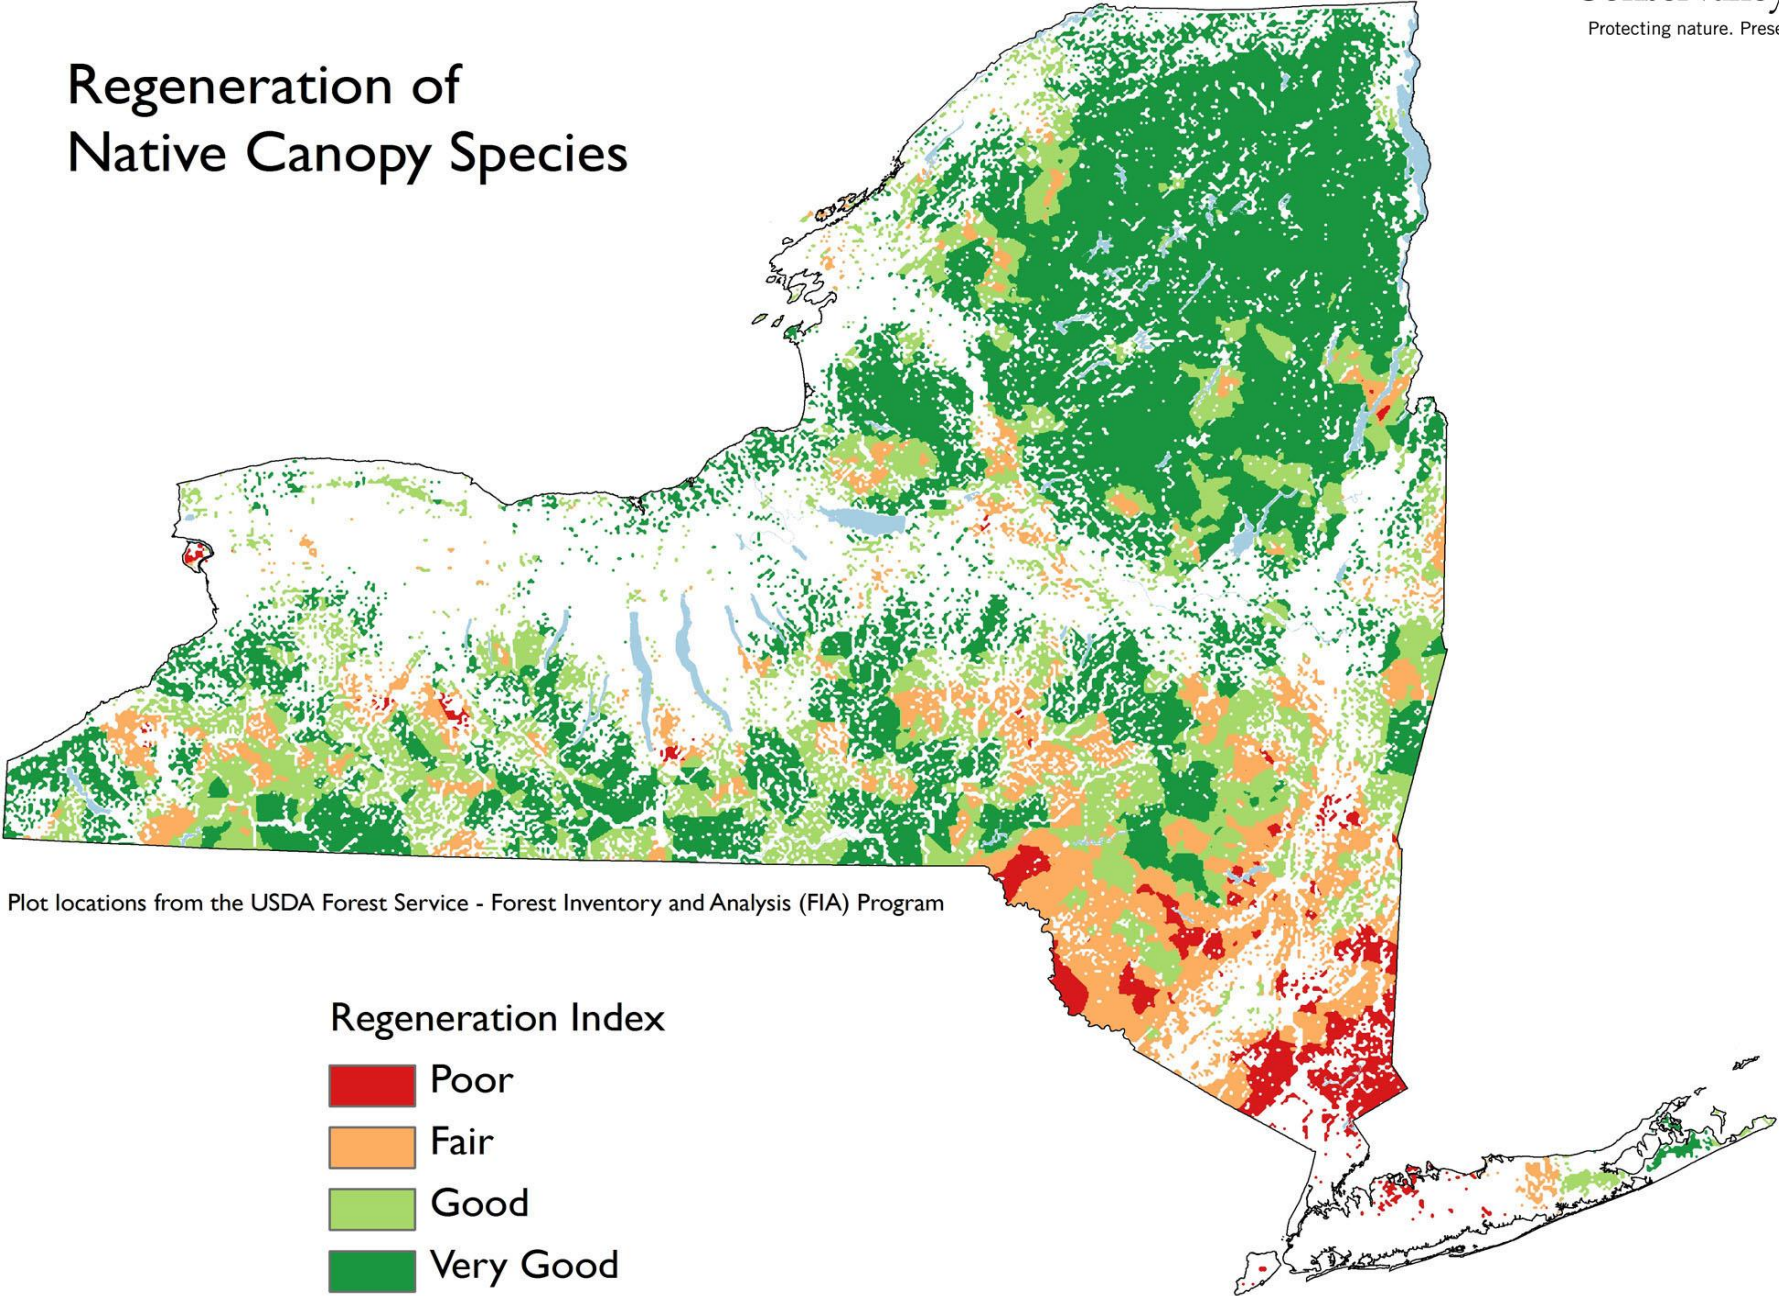 Protecting nature.
Regeneration of
Native Canopy Species
Plot locations from the USDA Forest Service - Forest Inventory and Analysis (FIA) Program
Regeneration Index
Poor
Fair
Good
Very Good